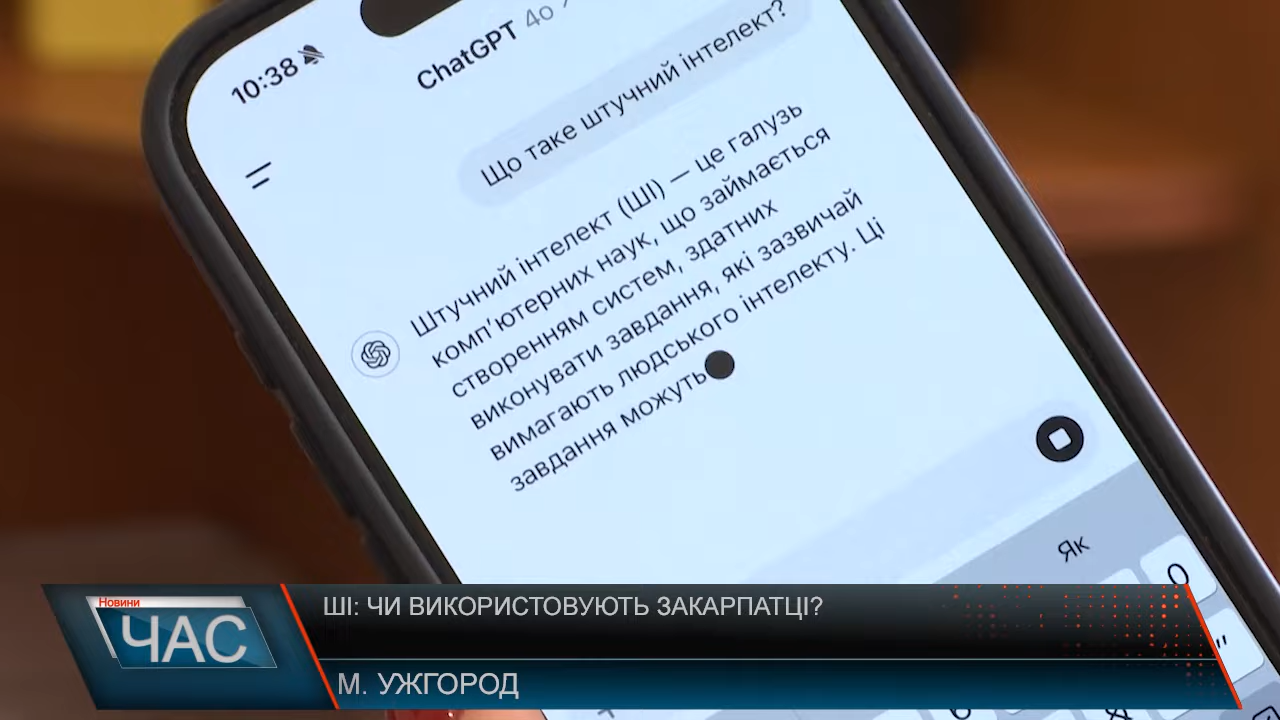 10:38
ChatGPT 4o
Що таке штучний інтелект?
Штучний інтелект (ШІ) — це галузь
комп'ютерних наук, що займається
створенням систем, здатних
виконувати завдання, які зазвичай
вимагають людського інтелекту. Ці
завдання можуть
Як
Новини
ЧАС
ШІ: ЧИ ВИКОРИСТОВУЮТЬ ЗАКАРПАТЦІ?
М. УЖГОРОД